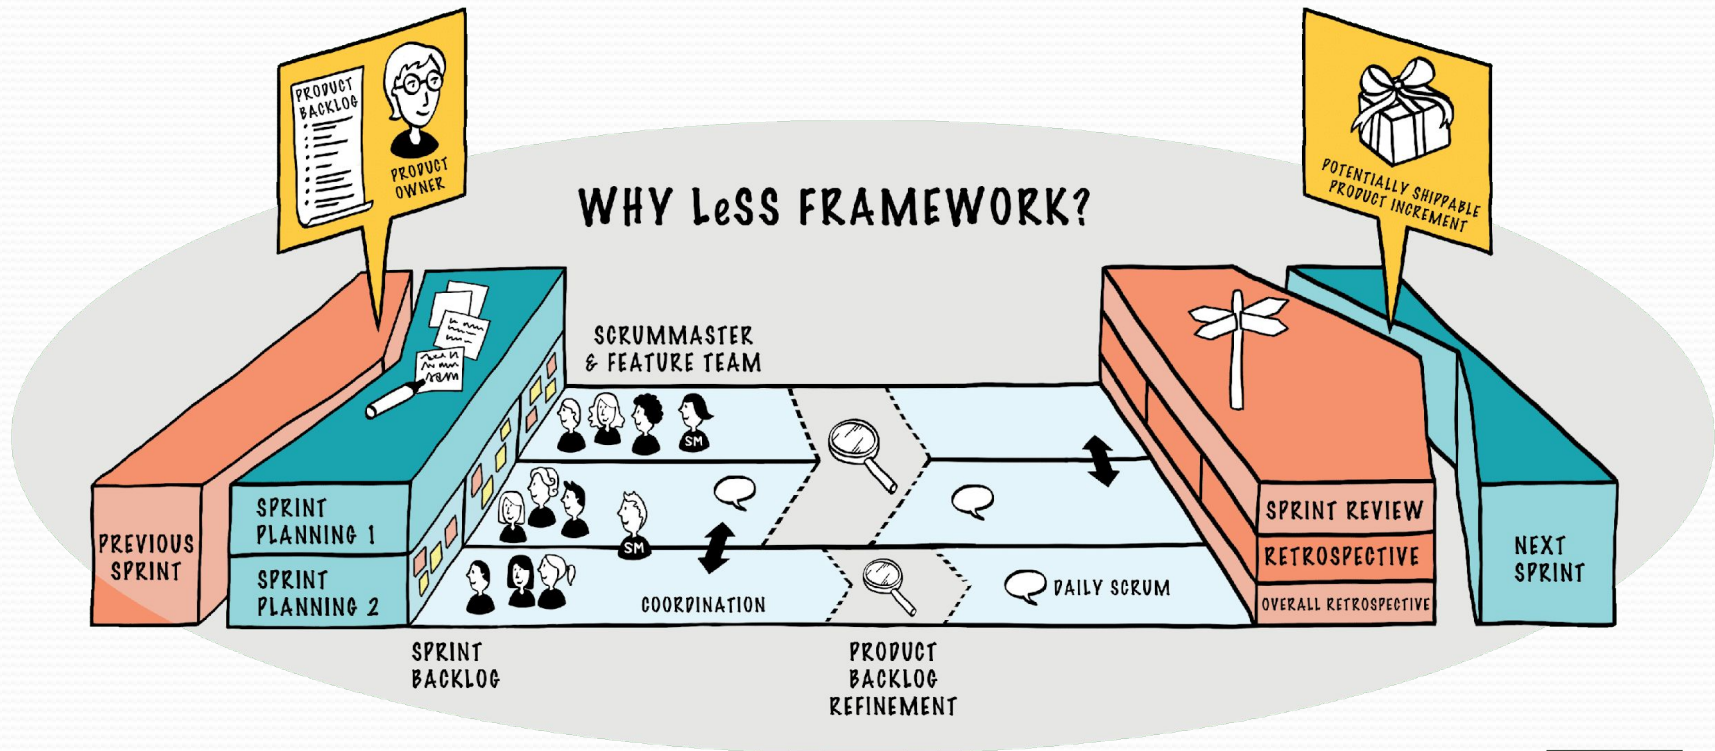 PRODUCT
BACKLOG
PRODUCT
OWNER
POTENTIALLY SHIPPABLE
PRODUCT INCREMENT
WHY LeSS FRAMEWORK?
SCRUMMASTER
& FEATURE TEAM
SM
SM
PREVIOUS
SPRINT
SPRINT
PLANNING 1
SPRINT
PLANNING 2
COORDINATION
DAILY SCRUM
SPRINT REVIEW
RETROSPECTIVE
OVERALL RETROSPECTIVE
NEXT
SPRINT
SPRINT
BACKLOG
PRODUCT
BACKLOG
REFINEMENT